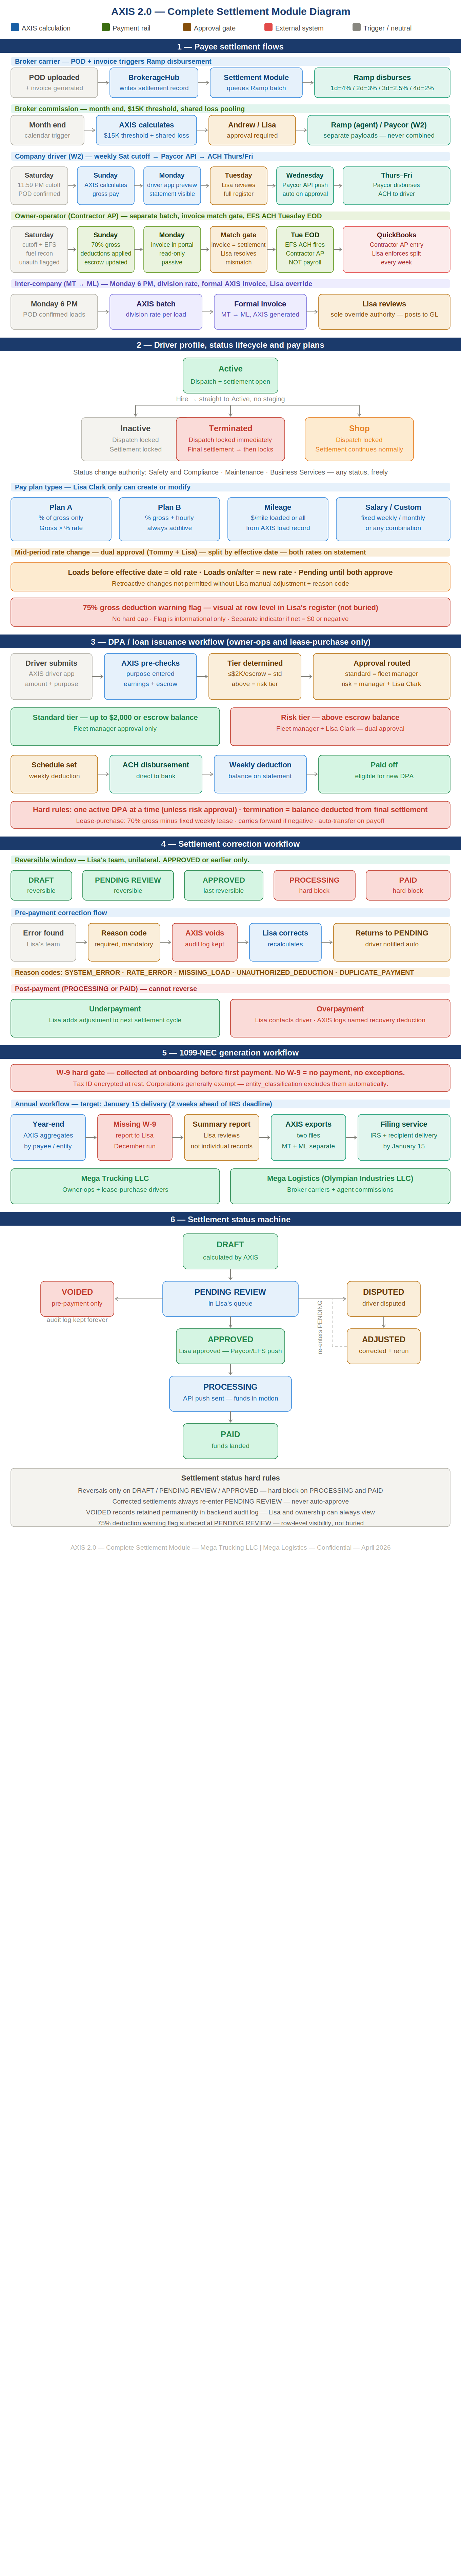 AXIS 2.0 — Complete Settlement Module Diagram
AXIS calculation
Payment rail
Approval gate
External system
Trigger / neutral
1 — Payee settlement flows
Broker carrier — POD + invoice triggers Ramp disbursement
POD uploaded
+ invoice generated
BrokerageHub
writes settlement record
Settlement Module
queues Ramp batch
Ramp disburses
1d=4% / 2d=3% / 3d=2.5% / 4d=2%
Broker commission — month end, $15K threshold, shared loss pooling
Month end
calendar trigger
AXIS calculates
$15K threshold + shared loss
Andrew / Lisa
approval required
Ramp (agent) / Paycor (W2)
separate payloads — never combined
Company driver (W2) — weekly Sat cutoff → Paycor API → ACH Thurs/Fri
Saturday
11:59 PM cutoff
POD confirmed
Sunday
AXIS calculates
gross pay
Monday
driver app preview
statement visible
Tuesday
Lisa reviews
full register
Wednesday
Paycor API push
auto on approval
Thurs–Fri
Paycor disburses
ACH to driver
Owner-operator (Contractor AP) — separate batch, invoice match gate, EFS ACH Tuesday EOD
Saturday
cutoff + EFS
fuel recon
unauth flagged
Sunday
70% gross
deductions applied
escrow updated
Monday
invoice in portal
read-only
passive
Match gate
invoice = settlement
Lisa resolves
mismatch
Tue EOD
EFS ACH fires
Contractor AP
NOT payroll
QuickBooks
Contractor AP entry
Lisa enforces split
every week
Inter-company (MT ↔ ML) — Monday 6 PM, division rate, formal AXIS invoice, Lisa override
Monday 6 PM
POD confirmed loads
AXIS batch
division rate per load
Formal invoice
MT → ML, AXIS generated
Lisa reviews
sole override authority — posts to GL
2 — Driver profile, status lifecycle and pay plans
Active
Dispatch + settlement open
Hire → straight to Active, no staging
Inactive
Dispatch locked
Settlement locked
Terminated
Dispatch locked immediately
Final settlement → then locks
Shop
Dispatch locked
Settlement continues normally
Status change authority: Safety and Compliance · Maintenance · Business Services — any status, freely
Pay plan types — Lisa Clark only can create or modify
Plan A
% of gross only
Gross × % rate
Plan B
% gross + hourly
always additive
Mileage
$/mile loaded or all
from AXIS load record
Salary / Custom
fixed weekly / monthly
or any combination
Mid-period rate change — dual approval (Tommy + Lisa) — split by effective date — both rates on statement
Loads before effective date = old rate · Loads on/after = new rate · Pending until both approve
Retroactive changes not permitted without Lisa manual adjustment + reason code
75% gross deduction warning flag — visual at row level in Lisa's register (not buried)
No hard cap · Flag is informational only · Separate indicator if net = $0 or negative
3 — DPA / loan issuance workflow (owner-ops and lease-purchase only)
Driver submits
AXIS driver app
amount + purpose
AXIS pre-checks
purpose entered
earnings + escrow
Tier determined
≤$2K/escrow = std
above = risk tier
Approval routed
standard = fleet manager
risk = manager + Lisa Clark
Standard tier — up to $2,000 or escrow balance
Fleet manager approval only
Risk tier — above escrow balance
Fleet manager + Lisa Clark — dual approval
Schedule set
weekly deduction
ACH disbursement
direct to bank
Weekly deduction
balance on statement
Paid off
eligible for new DPA
Hard rules: one active DPA at a time (unless risk approval) · termination = balance deducted from final settlement
Lease-purchase: 70% gross minus fixed weekly lease · carries forward if negative · auto-transfer on payoff
4 — Settlement correction workflow
Reversible window — Lisa's team, unilateral. APPROVED or earlier only.
DRAFT
reversible
PENDING REVIEW
reversible
APPROVED
last reversible
PROCESSING
hard block
PAID
hard block
Pre-payment correction flow
Error found
Lisa's team
Reason code
required, mandatory
AXIS voids
audit log kept
Lisa corrects
recalculates
Returns to PENDING
driver notified auto
Reason codes: SYSTEM_ERROR · RATE_ERROR · MISSING_LOAD · UNAUTHORIZED_DEDUCTION · DUPLICATE_PAYMENT
Post-payment (PROCESSING or PAID) — cannot reverse
Underpayment
Lisa adds adjustment to next settlement cycle
Overpayment
Lisa contacts driver · AXIS logs named recovery deduction
5 — 1099-NEC generation workflow
W-9 hard gate — collected at onboarding before first payment. No W-9 = no payment, no exceptions.
Tax ID encrypted at rest. Corporations generally exempt — entity_classification excludes them automatically.
Annual workflow — target: January 15 delivery (2 weeks ahead of IRS deadline)
Year-end
AXIS aggregates
by payee / entity
Missing W-9
report to Lisa
December run
Summary report
Lisa reviews
not individual records
AXIS exports
two files
MT + ML separate
Filing service
IRS + recipient delivery
by January 15
Mega Trucking LLC
Owner-ops + lease-purchase drivers
Mega Logistics (Olympian Industries LLC)
Broker carriers + agent commissions
6 — Settlement status machine
DRAFT
calculated by AXIS
VOIDED
pre-payment only
audit log kept forever
PENDING REVIEW
in Lisa's queue
DISPUTED
driver disputed
re-enters PENDING
APPROVED
Lisa approved — Paycor/EFS push
ADJUSTED
corrected + rerun
PROCESSING
API push sent — funds in motion
PAID
funds landed
Settlement status hard rules
Reversals only on DRAFT / PENDING REVIEW / APPROVED — hard block on PROCESSING and PAID
Corrected settlements always re-enter PENDING REVIEW — never auto-approve
VOIDED records retained permanently in backend audit log — Lisa and ownership can always view
75% deduction warning flag surfaced at PENDING REVIEW — row-level visibility, not buried
AXIS 2.0 — Complete Settlement Module — Mega Trucking LLC | Mega Logistics — Confidential — April 2026